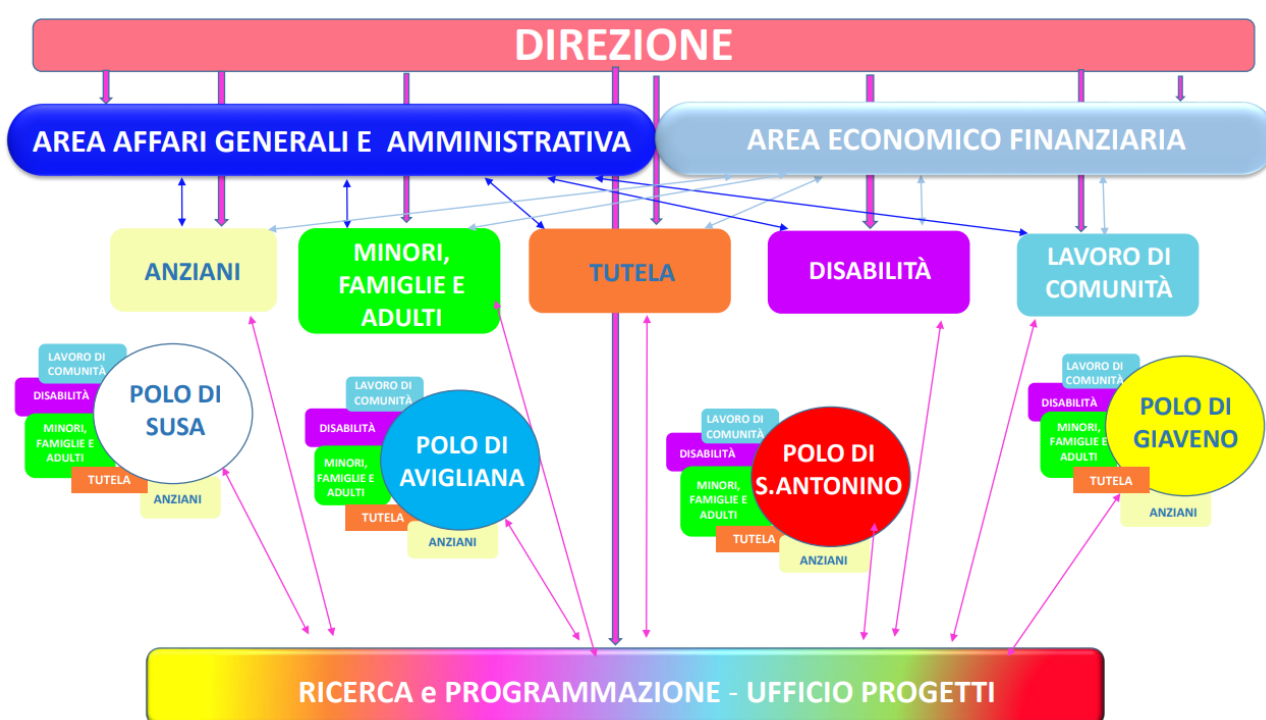 DIREZIONE
AREA AFFARI GENERALI E AMMINISTRATIVA
AREA ECONOMICO FINANZIARIA
ANZIANI
MINORI,
FAMIGLIE E
ADULTI
TUTELA
DISABILITÀ
LAVORO DI
COMUNITÀ
LAVORO DI
COMUNITÀ
DISABILITÀ
MINORI,
FAMIGLIE E
ADULTI
TUTELA
ANZIANI
POLO DI
SUSA
LAVORO DI
COMUNITÀ
DISABILITÀ
MINORI,
FAMIGLIE E
ADULTI
TUTELA
ANZIANI
POLO DI
AVIGLIANA
LAVORO DI
COMUNITÀ
DISABILITÀ
MINORI,
FAMIGLIE E
ADULTI
TUTELA
ANZIANI
POLO DI
S.ANTONINO
LAVORO DI
COMUNITÀ
DISABILITÀ
MINORI,
FAMIGLIE E
ADULTI
TUTELA
ANZIANI
POLO DI
GIAVENO
RICERCA e PROGRAMMAZIONE - UFFICIO PROGETTI